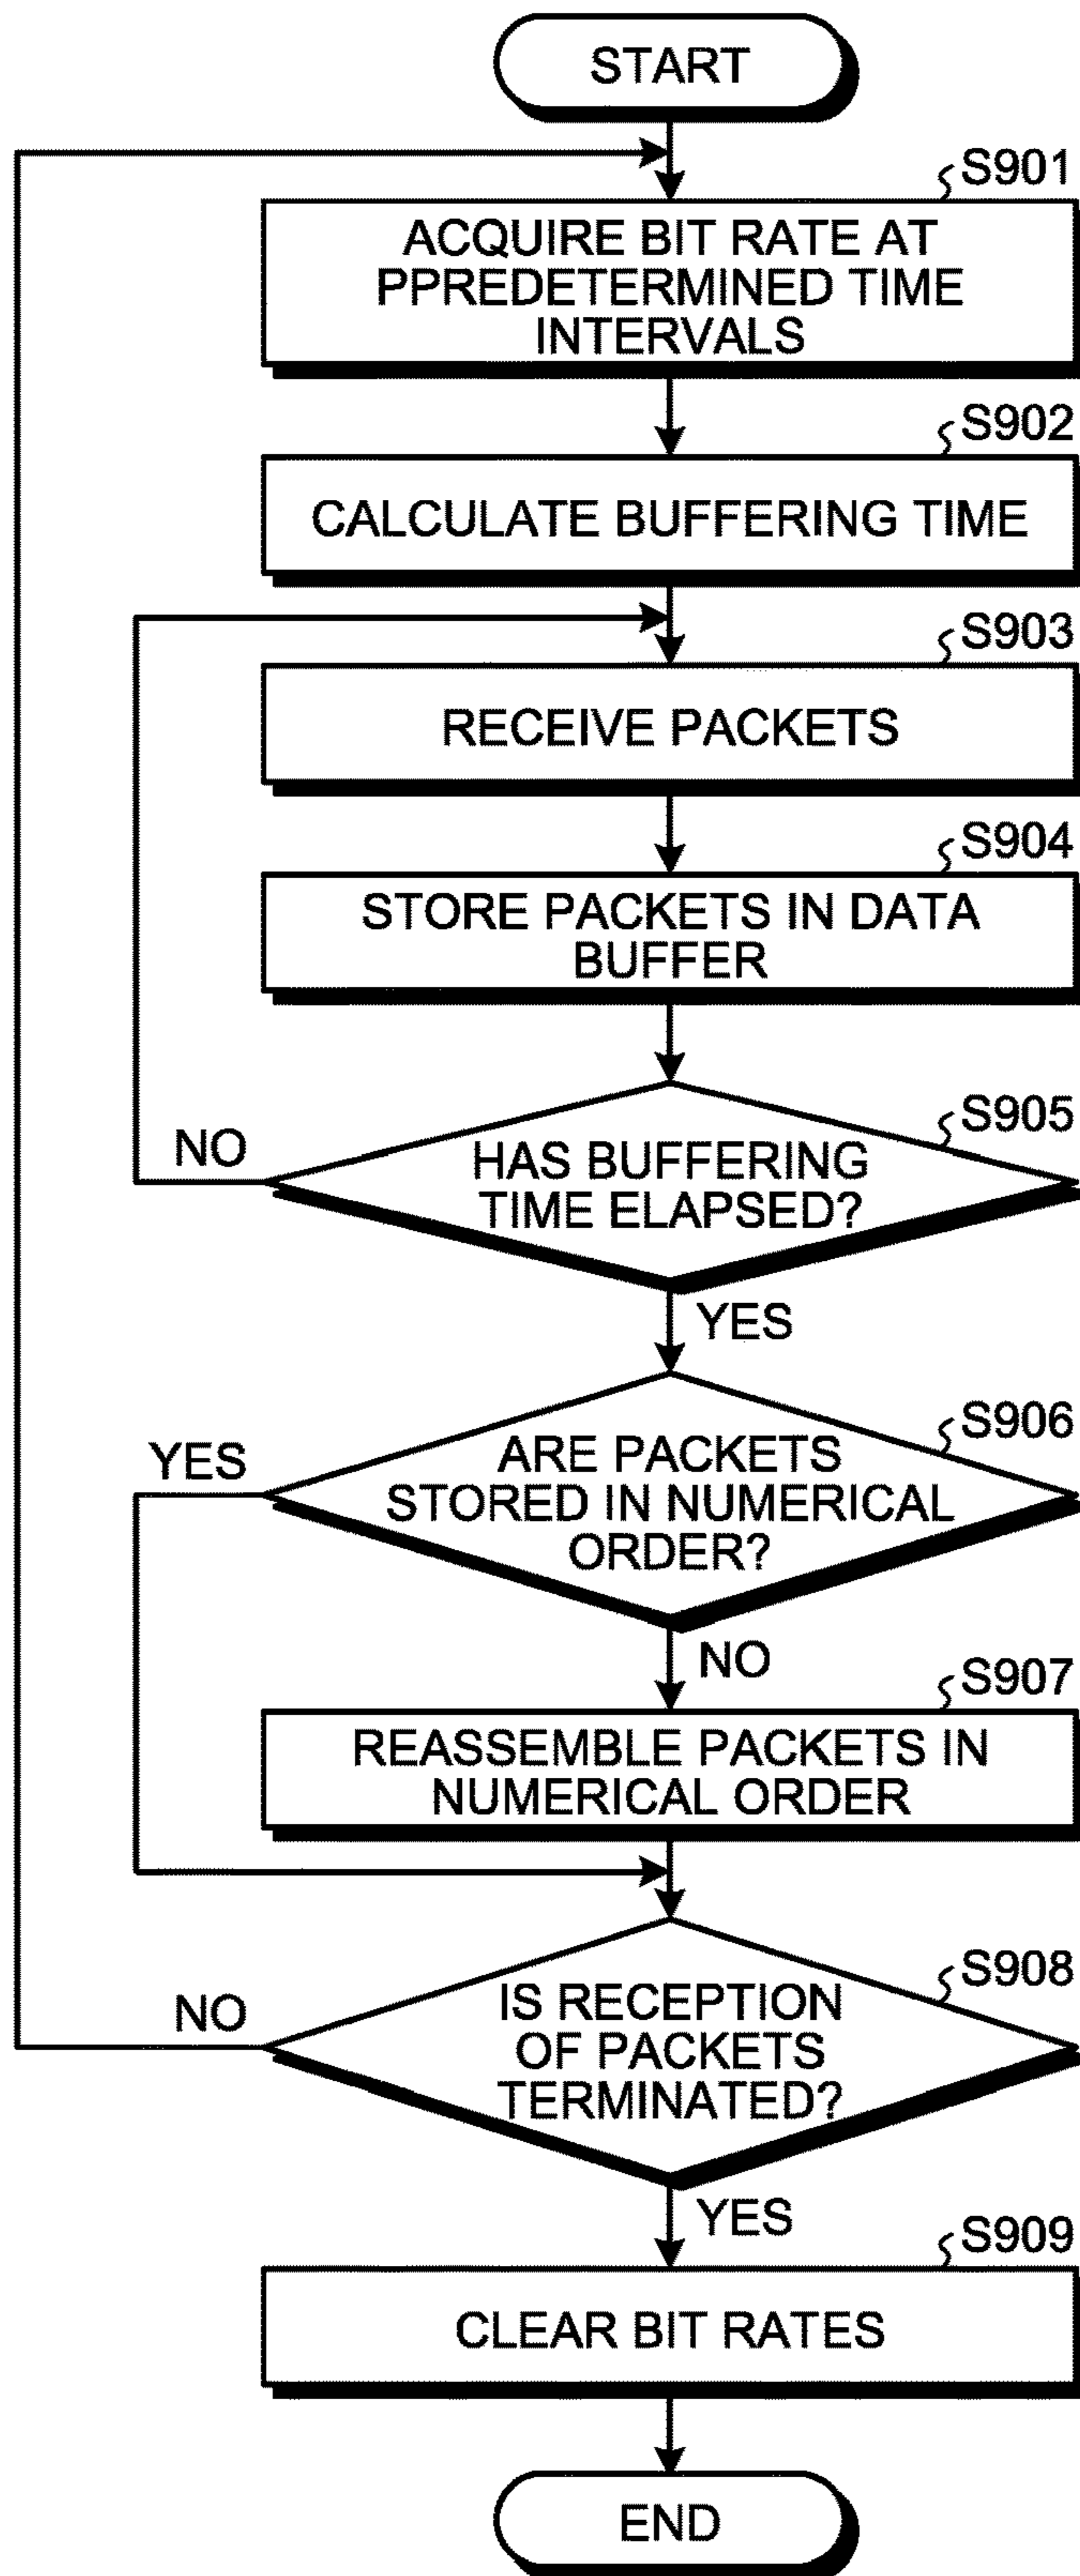 START
S901
ACQUIRE BIT RATE AT
PPREDETERMINED TIME
INTERVALS
S902
CALCULATE BUFFERING TIME
S903
RECEIVE PACKETS
S904
STORE PACKETS IN DATA
BUFFER
S905
NO
HAS BUFFERING
TIME ELAPSED?
YES
S906
YES
ARE PACKETS
STORED IN NUMERICAL
ORDER?
NO
S907
REASSEMBLE PACKETS IN
NUMERICAL ORDER
S908
NO
IS RECEPTION
OF PACKETS
TERMINATED?
YES
S909
CLEAR BIT RATES
END